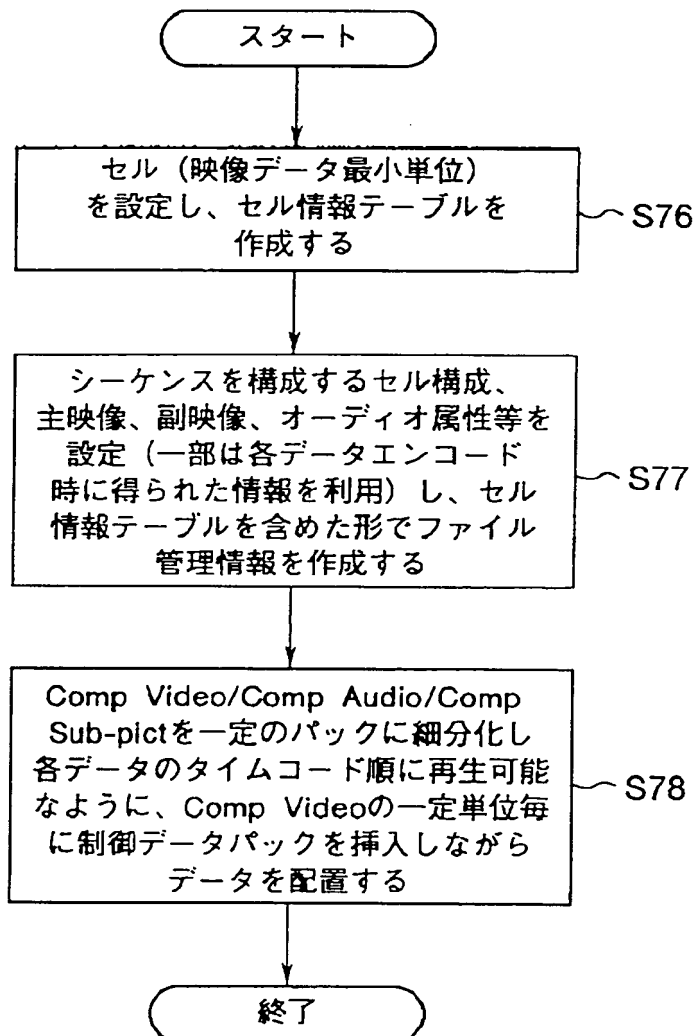 スタート
セル（映像データ最小単位）
を設定し、セル情報テーブルを
作成する
S76
シーケンスを構成するセル構成、
主映像、副映像、オーディオ属性等を
設定（一部は各データエンコード
時に得られた情報を利用）し、セル
情報テーブルを含めた形でファイル
管理情報を作成する
S77
Comp Video/Comp Audio/Comp
Sub-pictを一定のパックに細分化し
各データのタイムコード順に再生可能
なように、Comp Videoの一定単位毎
に制御データパックを挿入しながら
データを配置する
S78
終了